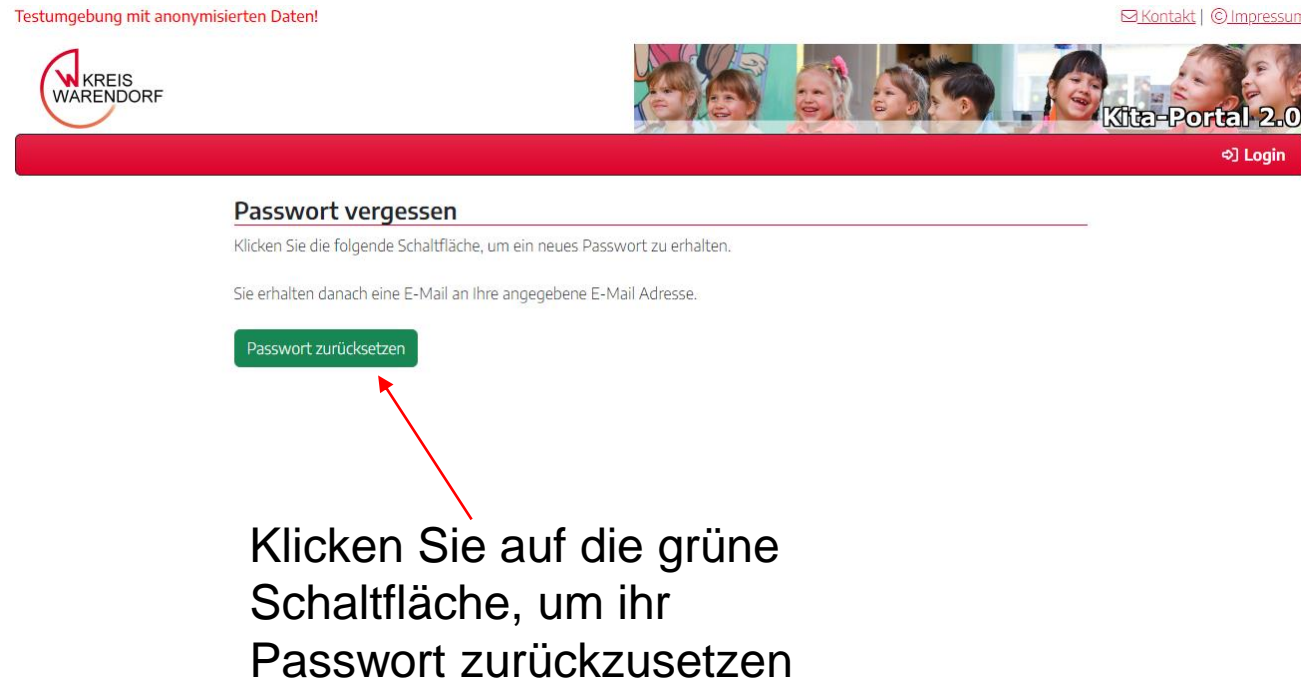 Testumgebung mit anonymisierten Daten!
Kontakt | © Impressum
KREIS
WARENDORF
Kita-Portal 2.0
Login
Passwort vergessen
Klicken Sie die folgende Schaltfläche, um ein neues Passwort zu erhalten.
Sie erhalten danach eine E-Mail an Ihre angegebene E-Mail Adresse.
Passwort zurücksetzen
Klicken Sie auf die grüne
Schaltfläche, um ihr
Passwort zurückzusetzen